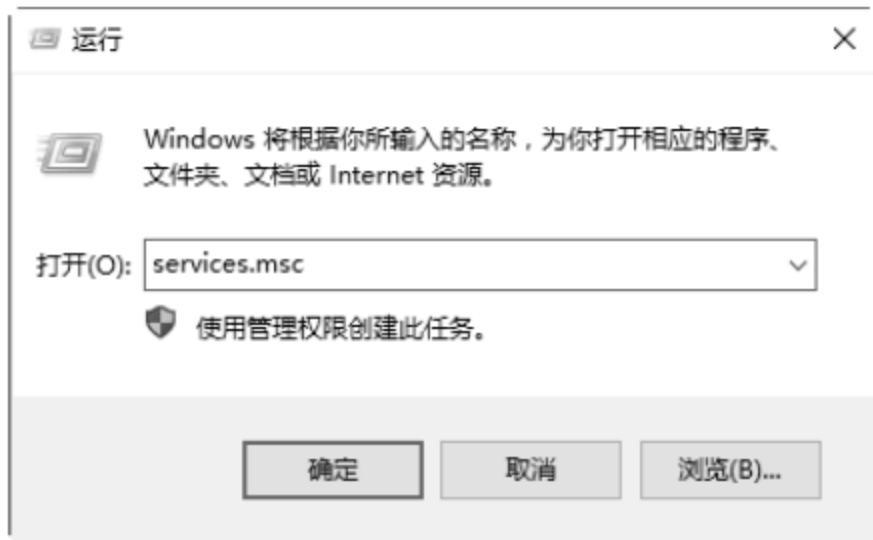 运行
Windows 将根据你所输入的名称，为你打开相应的程序、
文件夹、文档或 Internet 资源。
打开(O): services.msc
使用管理权限创建此任务。
确定 取消 浏览(B)...